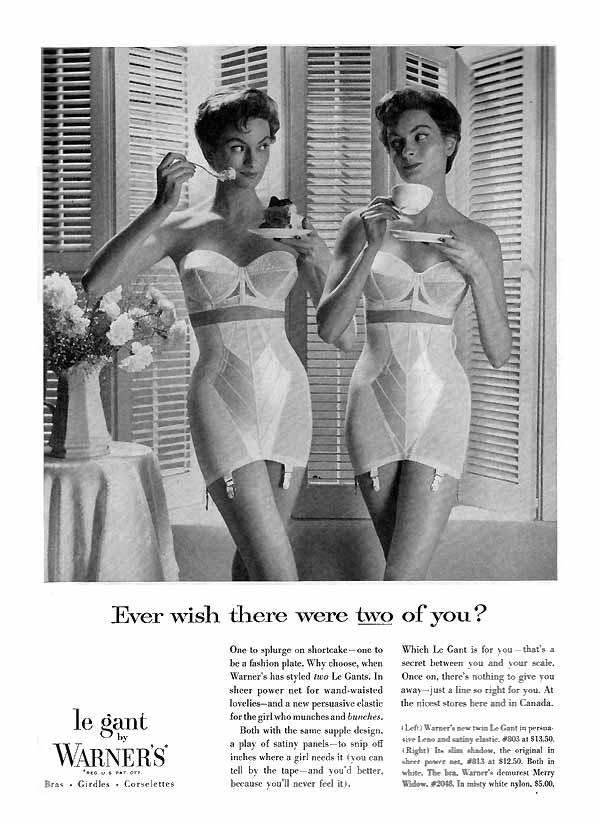 Ever wish there were two of you?
One to splurge on shortcake—one to
be a fashion plate. Why choose, when
Warner's has styled two Le Gants. In
sheer power net for wand-waisted
lovelies—and a new persuasive elastic
for the girl who munches and bunches.
Both with the same supple design,
a play of satiny panels—to snip off
inches where a girl needs it (you can
tell by the tape—and you'd better,
because you'll never feel it).
Which Le Gant is for you—that's a
secret between you and your scale.
Once on, there's nothing to give you
away—just a line so right for you. At
the nicest stores here and in Canada.
(Left) Warner's new twin Le Gant in persua-
sive Leno and satiny elastic. #803 at $13.50.
(Right) Its slim shadow, the original in
sheer power net, #813 at $12.50. Both in
white. The bra, Warner's demurest Merry
Widow. #2048. In misty white nylon, $5.00.
le gant
by
WARNER'S®
*REG. U.S. PAT. OFF.
Bras • Girdles • Corselettes